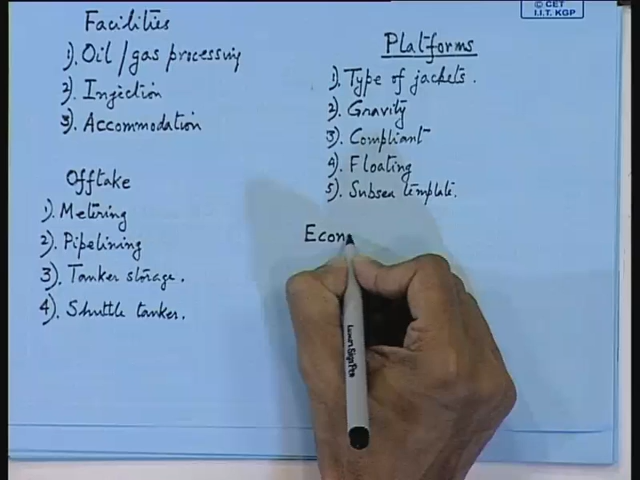 © CET
I.I.T. KGP
Facilities
1). Oil/gas processing
2). Injection
3). Accommodation
Offtake
1). Metering
2). Pipelining
3). Tanker storage.
4). Shuttle tanker.
Platforms
1). Type of jackets.
2). Gravity
3). Compliant
4). Floating
5). Subsea template.
Econ